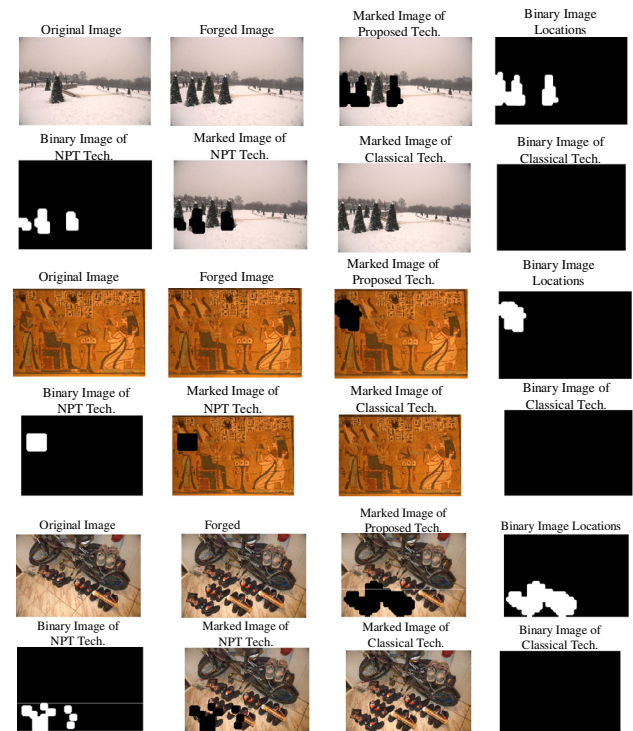 Original Image
Forged Image
Marked Image of
Proposed Tech.
Binary Image
Locations
Binary Image of
NPT Tech.
Marked Image of
NPT Tech.
Marked Image of
Classical Tech.
Binary Image of
Classical Tech.
Original Image
Forged Image
Marked Image of
Proposed Tech.
Binary Image
Locations
Binary Image of
NPT Tech.
Marked Image of
NPT Tech.
Marked Image of
Classical Tech.
Binary Image of
Classical Tech.
Original Image
Forged
Marked Image of
Proposed Tech.
Binary Image Locations
Binary Image of
NPT Tech.
Marked Image of
NPT Tech.
Marked Image of
Classical Tech.
Binary Image of
Classical Tech.